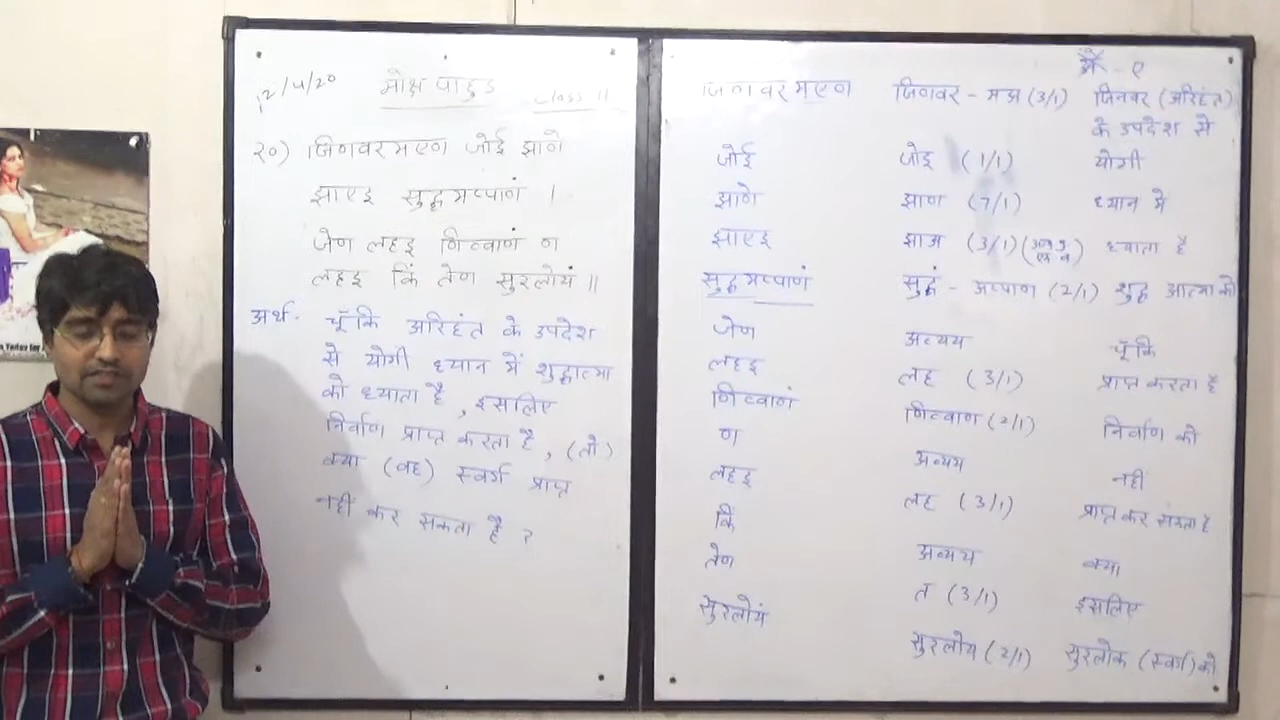 12/4/20 मोक्ष पाहुड class 11
२०) जिणवरमएण जोई झाणे
झाएइ सुद्धमप्पाणं ।
जेण लहइ णिव्वाणं ण
लहइ किं तेण सुरलोयं ॥
अर्थ- चूँकि अरिहंत के उपदेश
से योगी ध्यान में शुद्धात्मा
को ध्याता है, इसलिए
निर्वाण प्राप्त करता है, (तो)
क्या (वह) स्वर्ग प्राप्त
नहीं कर सकता है ?
- ए
जिणवरमएण जिणवर - मअ (3/1) जिनवर (अरिहंत)
के उपदेश से
जोई जोइ (1/1) योगी
झाणे झाण (7/1) ध्यान में
झाएइ झाअ (3/1) ध्याता है
सुद्धमप्पाणं सुद्धं - अप्पाण (2/1) शुद्ध आत्मा को
जेण अव्यय चूँकि
लहइ लह (3/1) प्राप्त करता है
णिव्वाणं णिव्वाण (2/1) निर्वाण को
ण अव्यय नहीं
लहइ लह (3/1) प्राप्त कर सकता है
किं अव्यय क्या
तेण त (3/1) इसलिए
सुरलोयं सुरलोय (2/1) सुरलोक (स्वर्ग) को